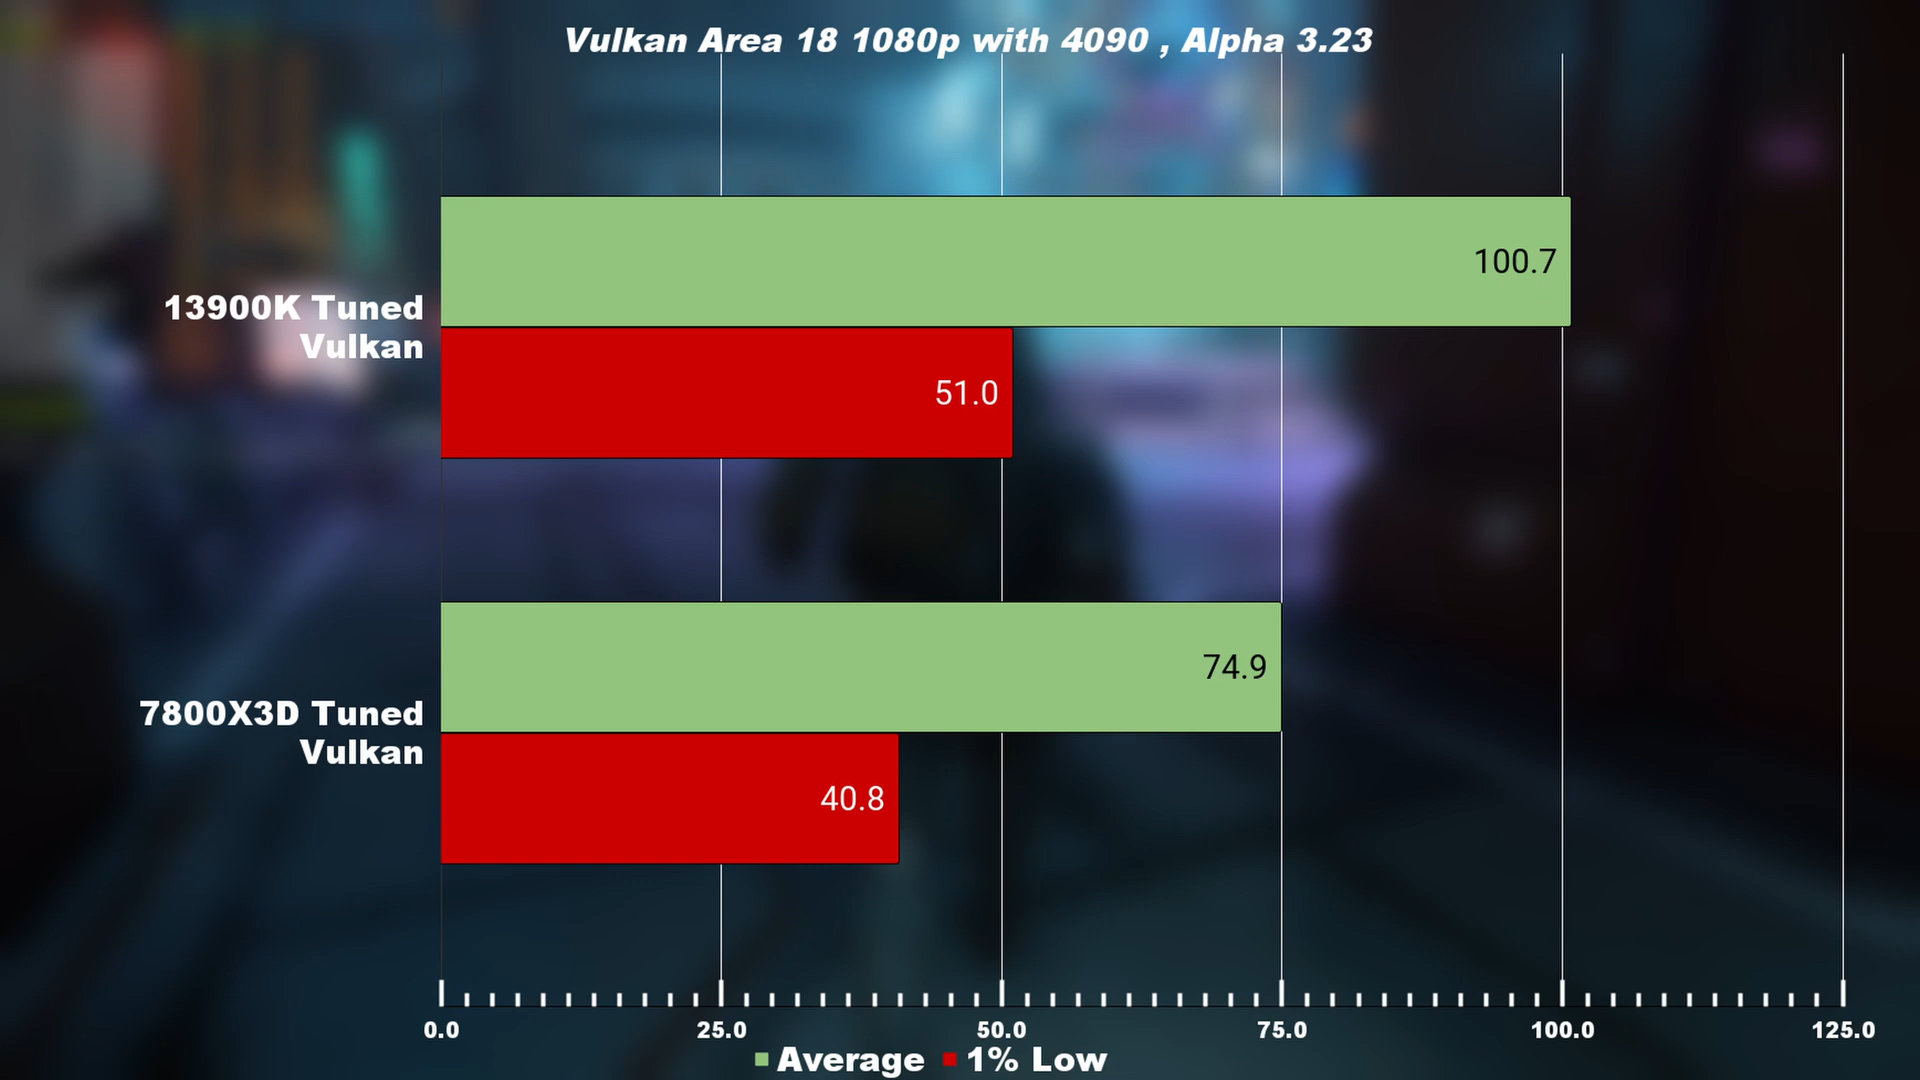 Vulkan Area 18 1080p with 4090 , Alpha 3.23
13900K Tuned
Vulkan
100.7
51.0
7800X3D Tuned
Vulkan
74.9
40.8
0.0 25.0 50.0 75.0 100.0 125.0
Average 1% Low